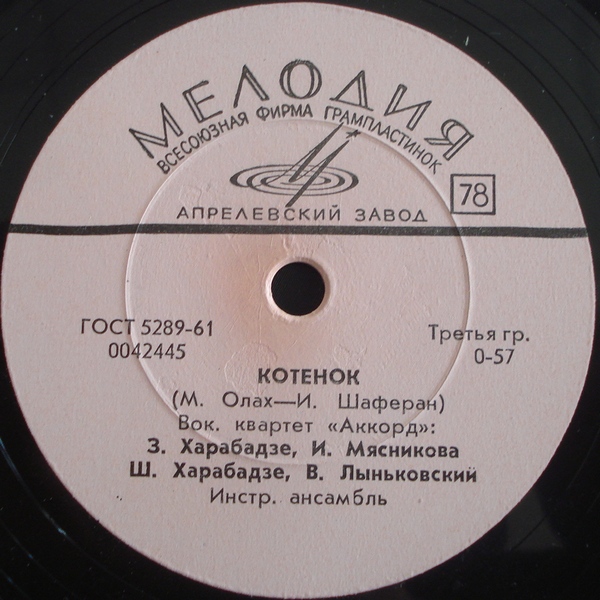 МЕЛОДИЯ
ВСЕСОЮЗНАЯ ФИРМА ГРАМПЛАСТИНОК
АПРЕЛЕВСКИЙ ЗАВОД
78
ГОСТ 5289-61
0042445
Третья гр.
0-57
КОТЕНОК
(М. Олах—И. Шаферан)
Вок. квартет «Аккорд»:
З. Харабадзе, И. Мясникова
Ш. Харабадзе, В. Лыньковский
Инстр. ансамбль